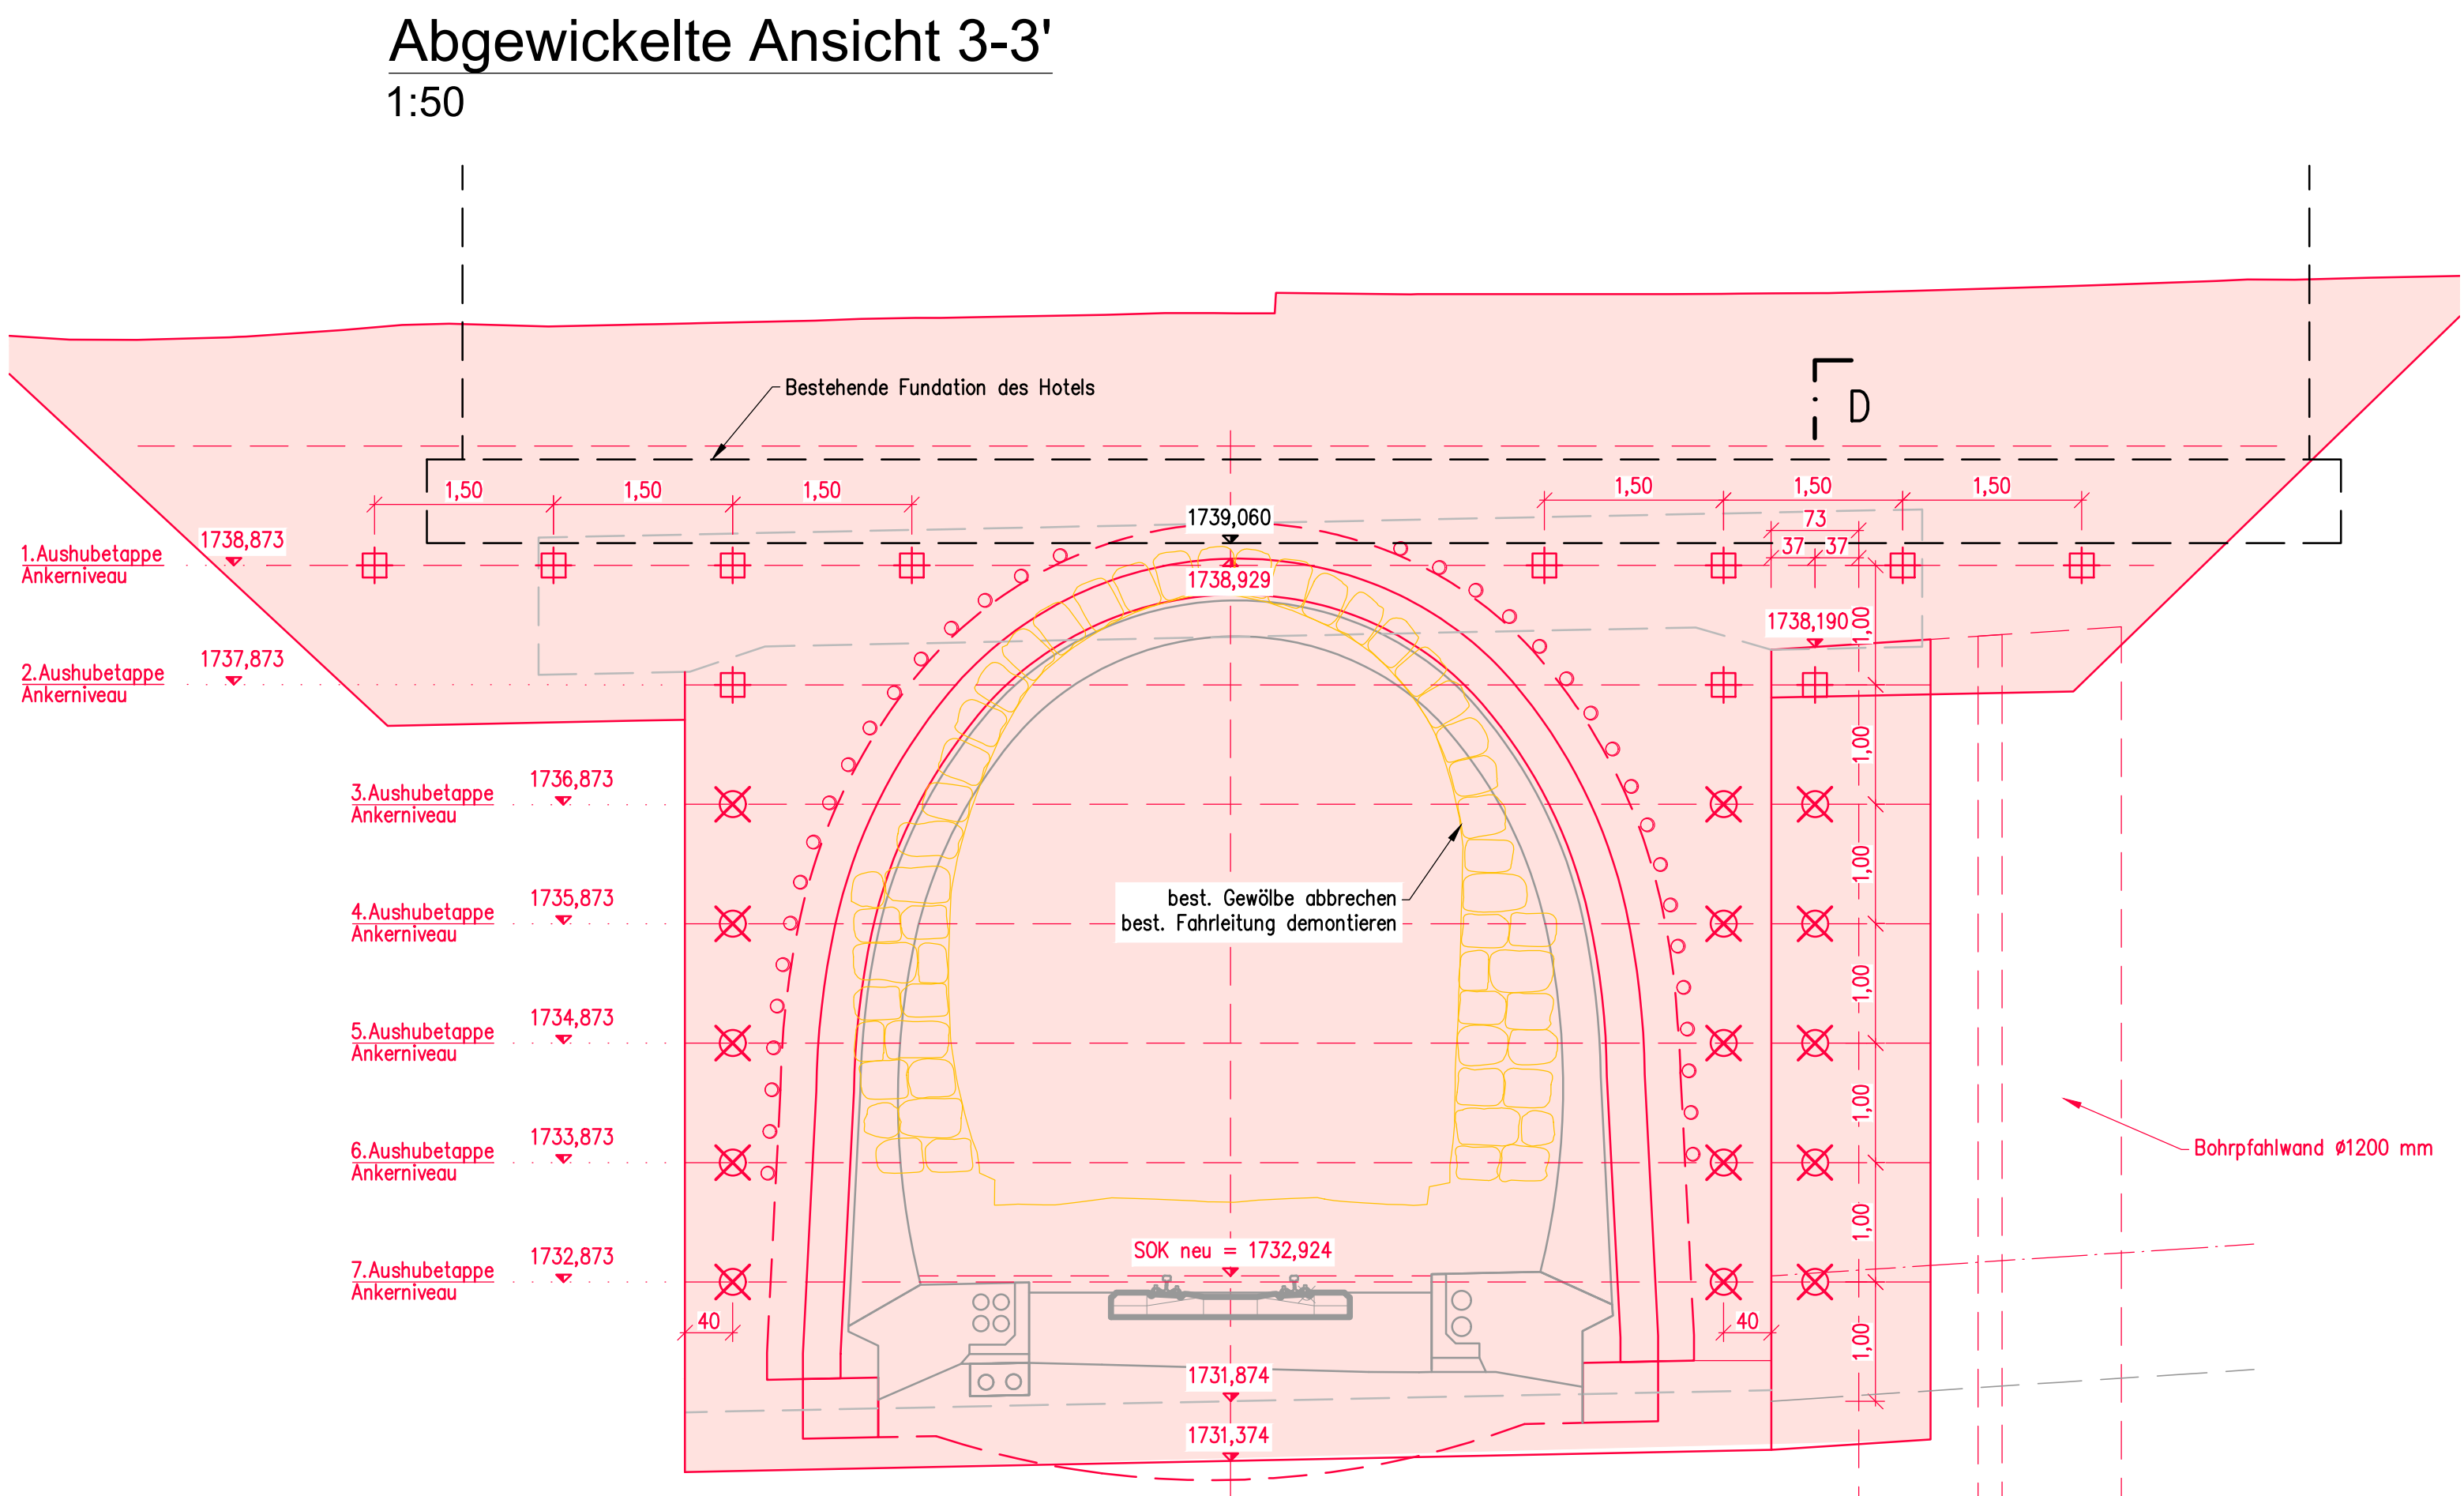 Abgewickelte Ansicht 3-3'
1:50
Bestehende Fundation des Hotels
D
1,50
1,50
1,50
1,50
1,50
1,50
73
37
37
1739,060
1738,929
1.Aushubetappe
Ankerniveau
1738,873
1738,190
1,00
2.Aushubetappe
Ankerniveau
1737,873
1,00
3.Aushubetappe
Ankerniveau
1736,873
1,00
best. Gewölbe abbrechen
best. Fahrleitung demontieren
4.Aushubetappe
Ankerniveau
1735,873
1,00
5.Aushubetappe
Ankerniveau
1734,873
1,00
6.Aushubetappe
Ankerniveau
1733,873
Bohrpfahlwand Ø1200 mm
1,00
SOK neu = 1732,924
7.Aushubetappe
Ankerniveau
1732,873
40
40
1,00
1731,874
1731,374